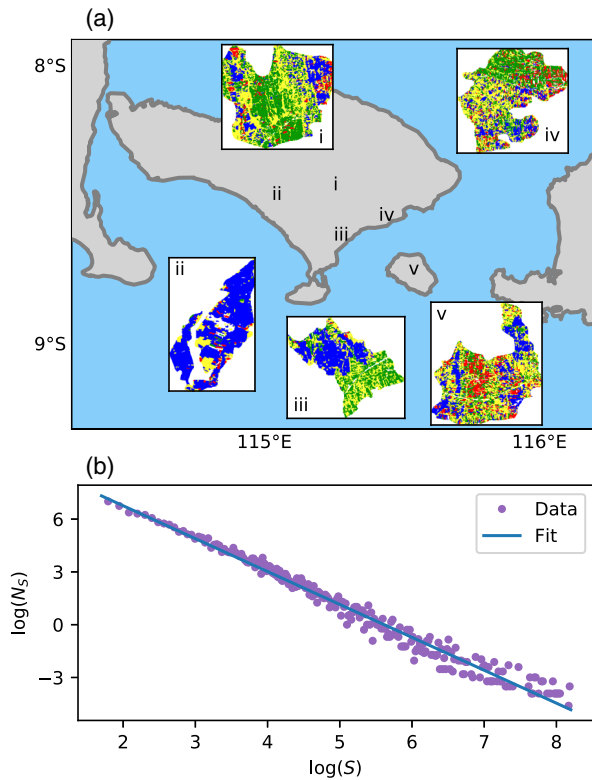 (a)
8°S
9°S
115°E
116°E
i
iv
i
ii
iv
iii
v
ii
iii
v
(b)
log(N_S)
6
3
0
−3
Data
Fit
2
3
4
5
6
7
8
log(S)